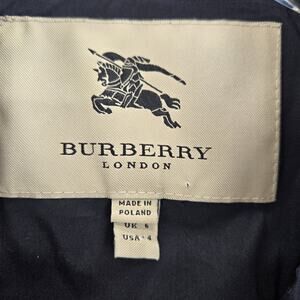 BURBERRY
LONDON
MADE IN
POLAND
UK 6
USA 4